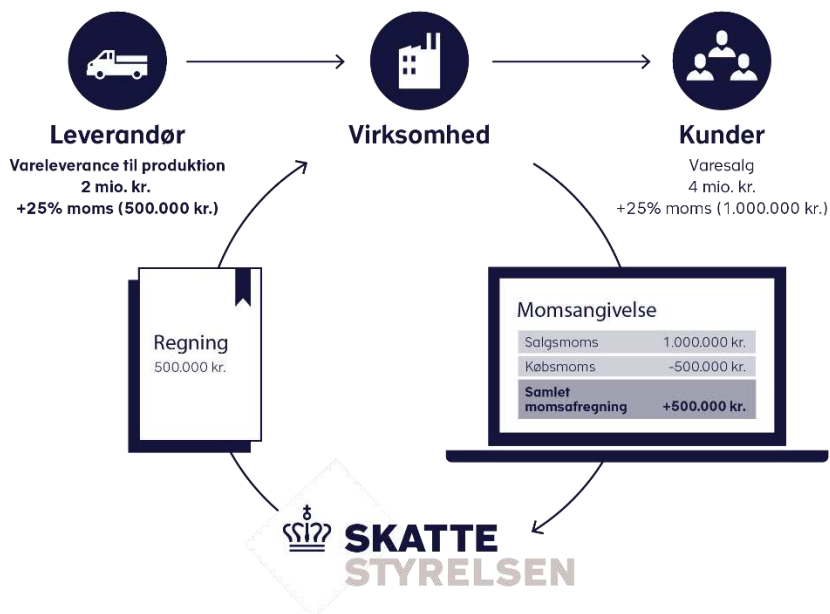 Leverandør
Vareleverance til produktion
2 mio. kr.
+25% moms (500.000 kr.)
Virksomhed
Kunder
Varesalg
4 mio. kr.
+25% moms (1.000.000 kr.)
Regning
500.000 kr.
Momsangivelse
Salgsmoms 1.000.000 kr.
Købsmoms -500.000 kr.
Samlet
momsafregning +500.000 kr.
SKATTE
STYRELSEN